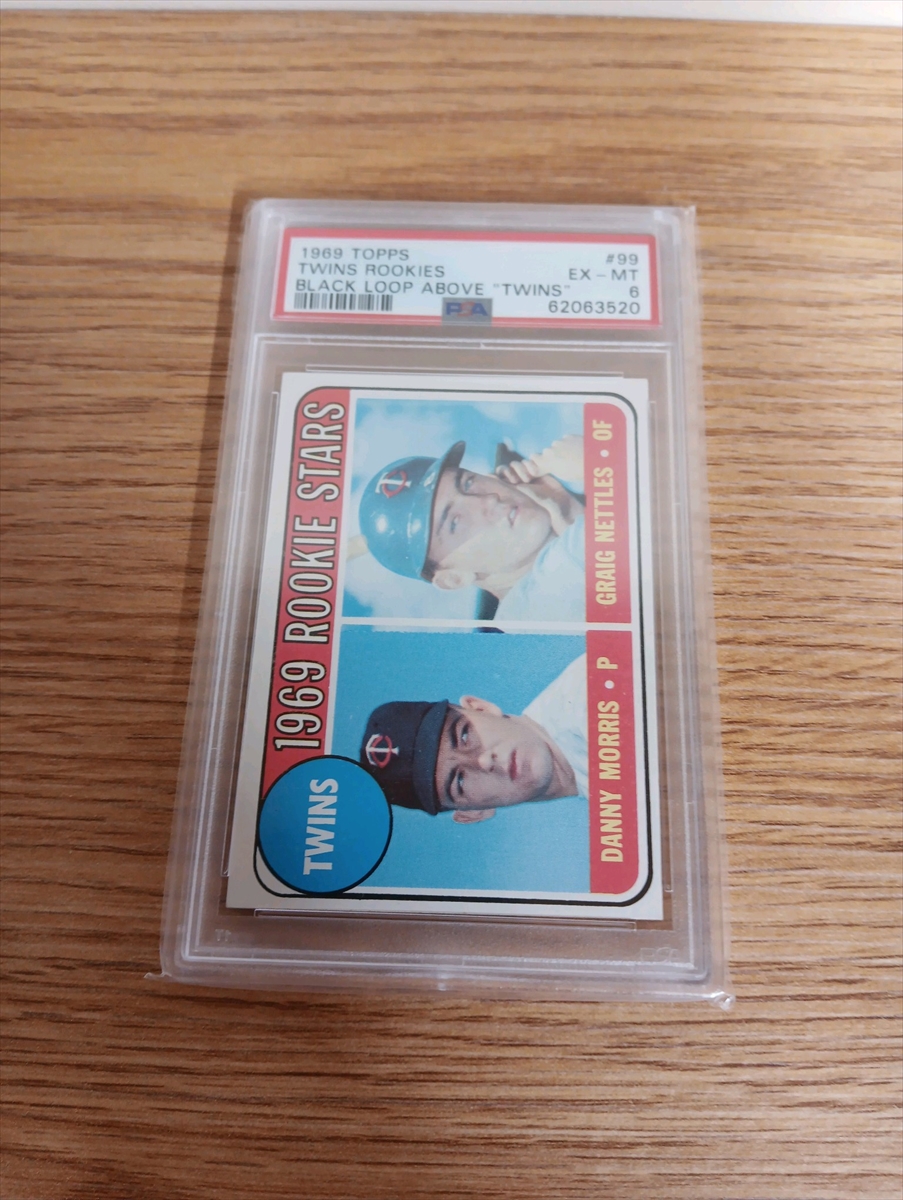 1969 TOPPS #99
TWINS ROOKIES EX - MT
BLACK LOOP ABOVE "TWINS" 6
PSA 62063520
1969 ROOKIE STARS
TWINS
DANNY MORRIS • P
GRAIG NETTLES • OF